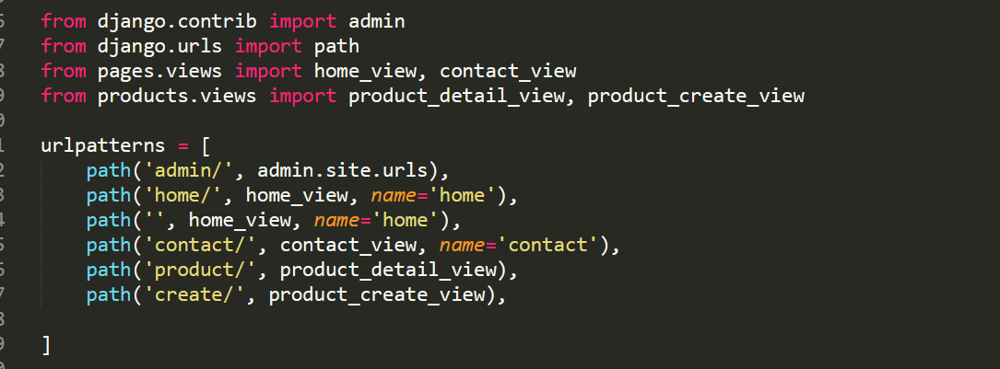 from django.contrib import admin
from django.urls import path
from pages.views import home_view, contact_view
from products.views import product_detail_view, product_create_view
urlpatterns = [
    path('admin/', admin.site.urls),
    path('home/', home_view, name='home'),
    path('', home_view, name='home'),
    path('contact/', contact_view, name='contact'),
    path('product/', product_detail_view),
    path('create/', product_create_view),
]